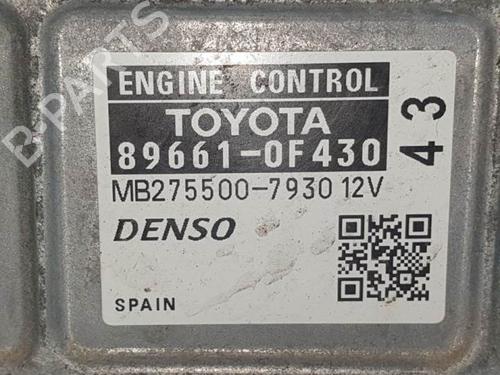 B-PARTS
ENGINE CONTROL
TOYOTA
89661-0F430
43
MB275500-7930 12V
DENSO
SPAIN